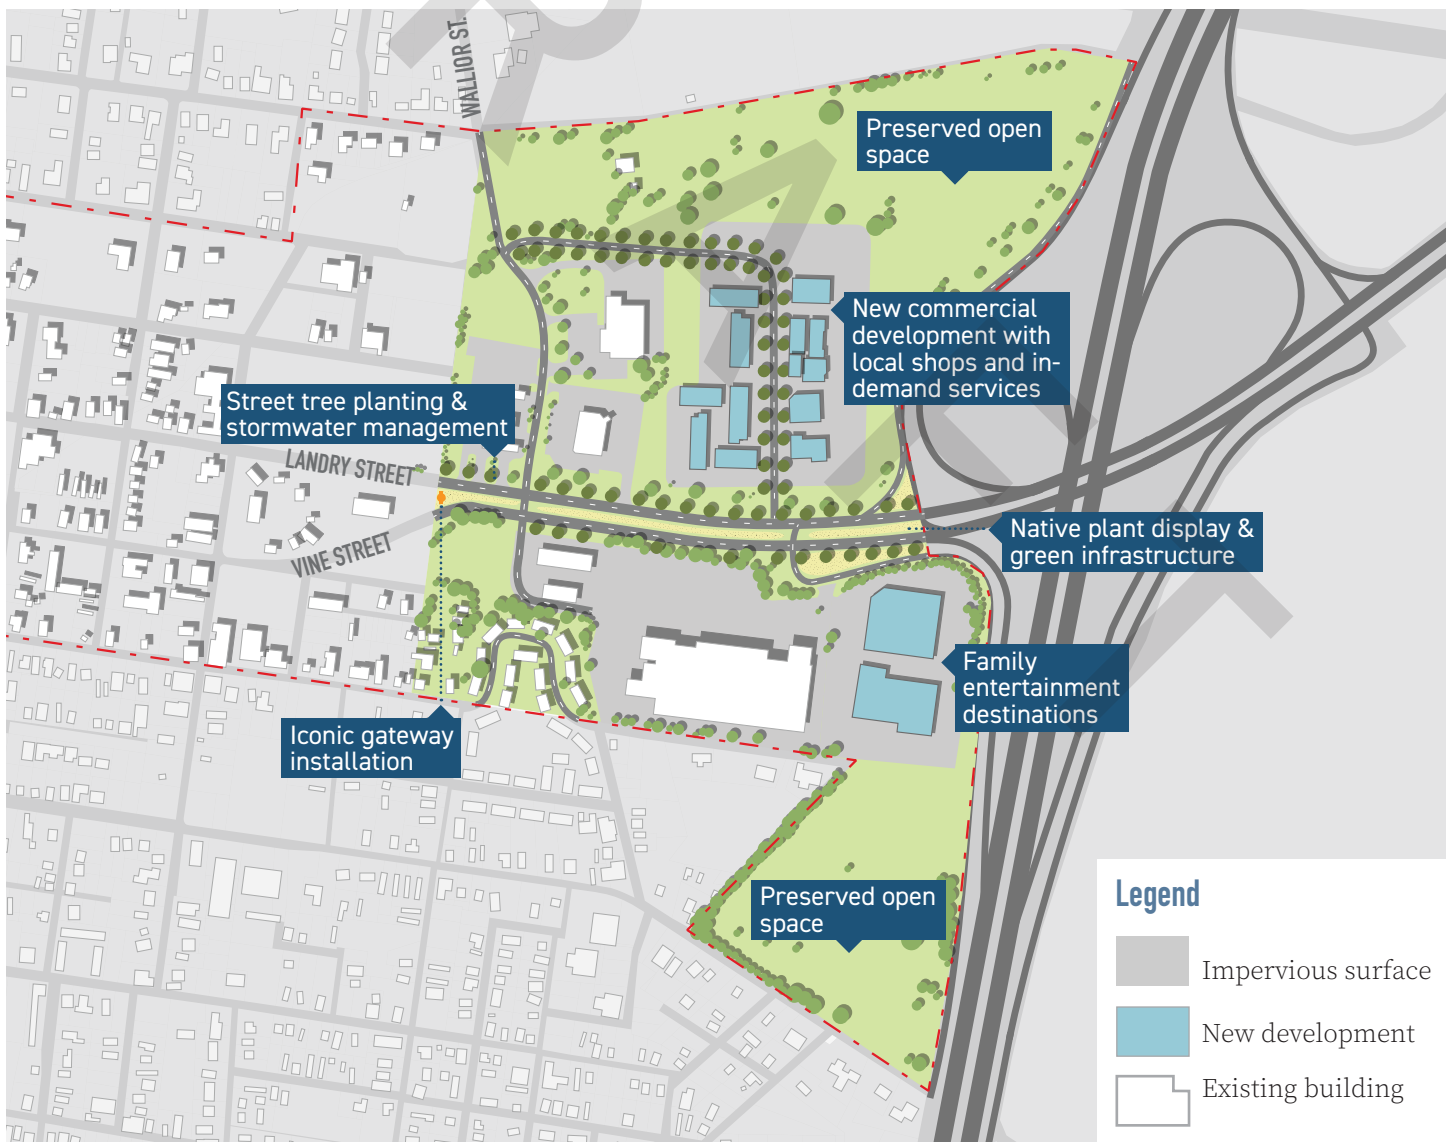 WALLIOR ST.
Preserved open
space
New commercial
development with
local shops and in-
demand services
Street tree planting &
stormwater management
LANDRY STREET
VINE STREET
Native plant display &
green infrastructure
Family
entertainment
destinations
Iconic gateway
installation
Preserved open
space
Legend
Impervious surface
New development
Existing building